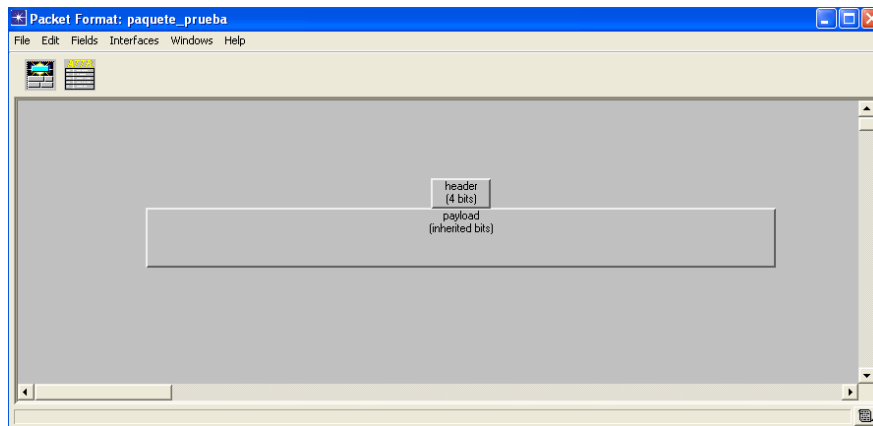 Packet Format: paquete_prueba
File Edit Fields Interfaces Windows Help
header
(4 bits)
payload
(inherited bits)